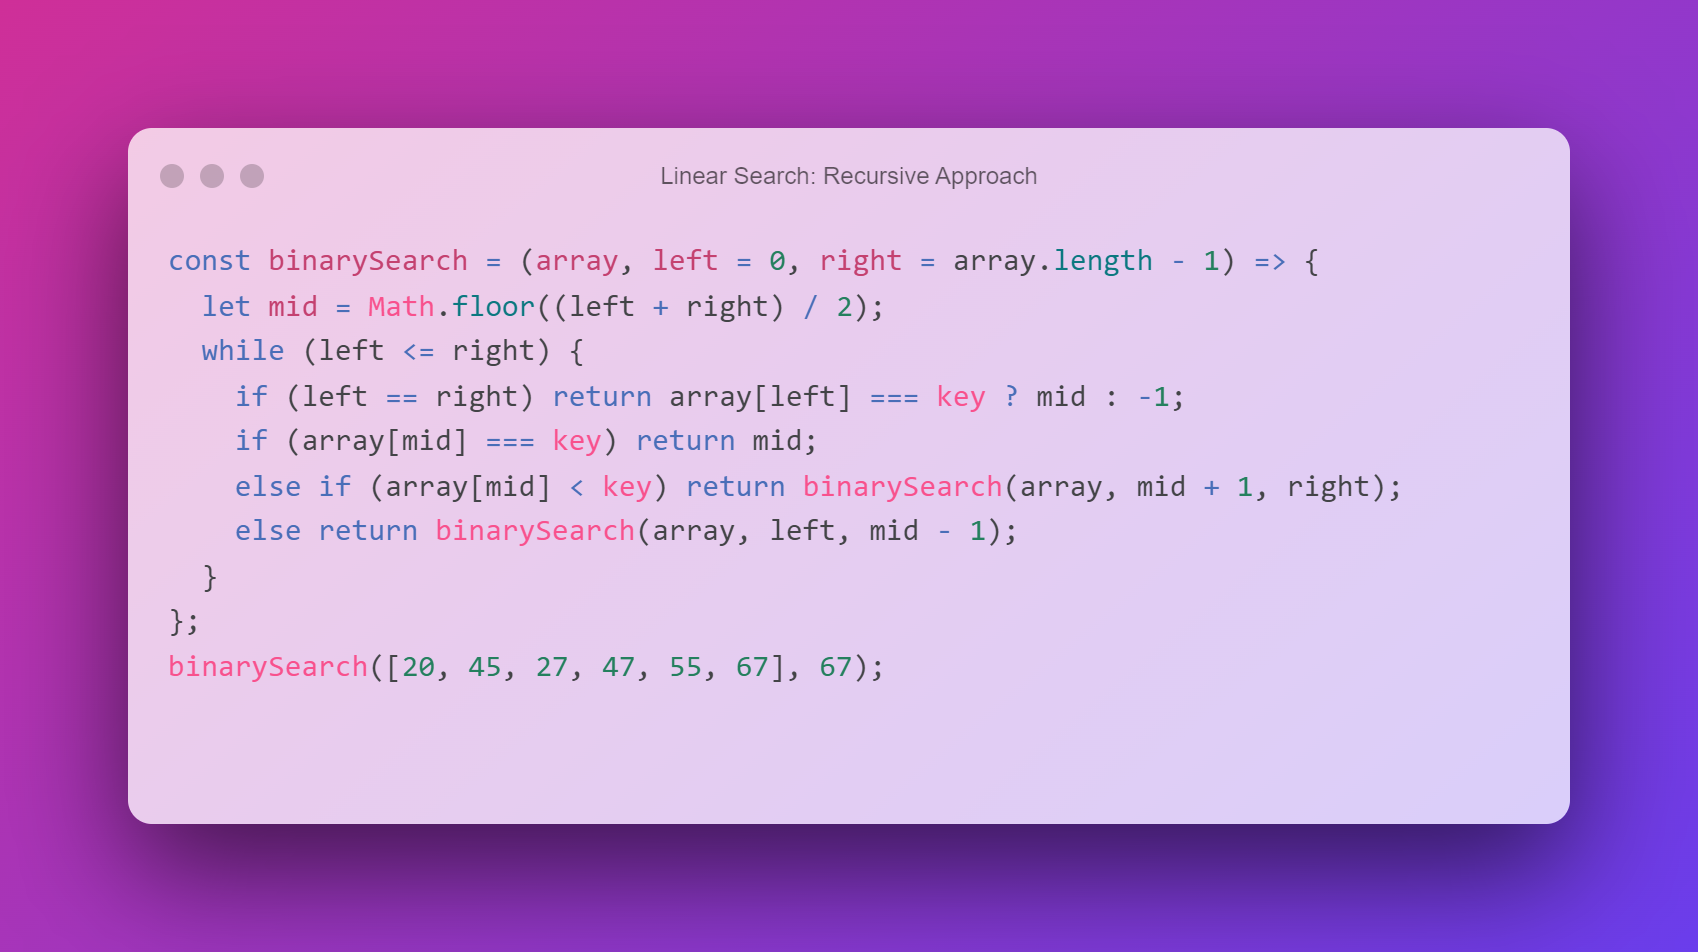 Linear Search: Recursive Approach
const binarySearch = (array, left = 0, right = array.length - 1) => {
  let mid = Math.floor((left + right) / 2);
  while (left <= right) {
    if (left == right) return array[left] === key ? mid : -1;
    if (array[mid] === key) return mid;
    else if (array[mid] < key) return binarySearch(array, mid + 1, right);
    else return binarySearch(array, left, mid - 1);
  }
};
binarySearch([20, 45, 27, 47, 55, 67], 67);